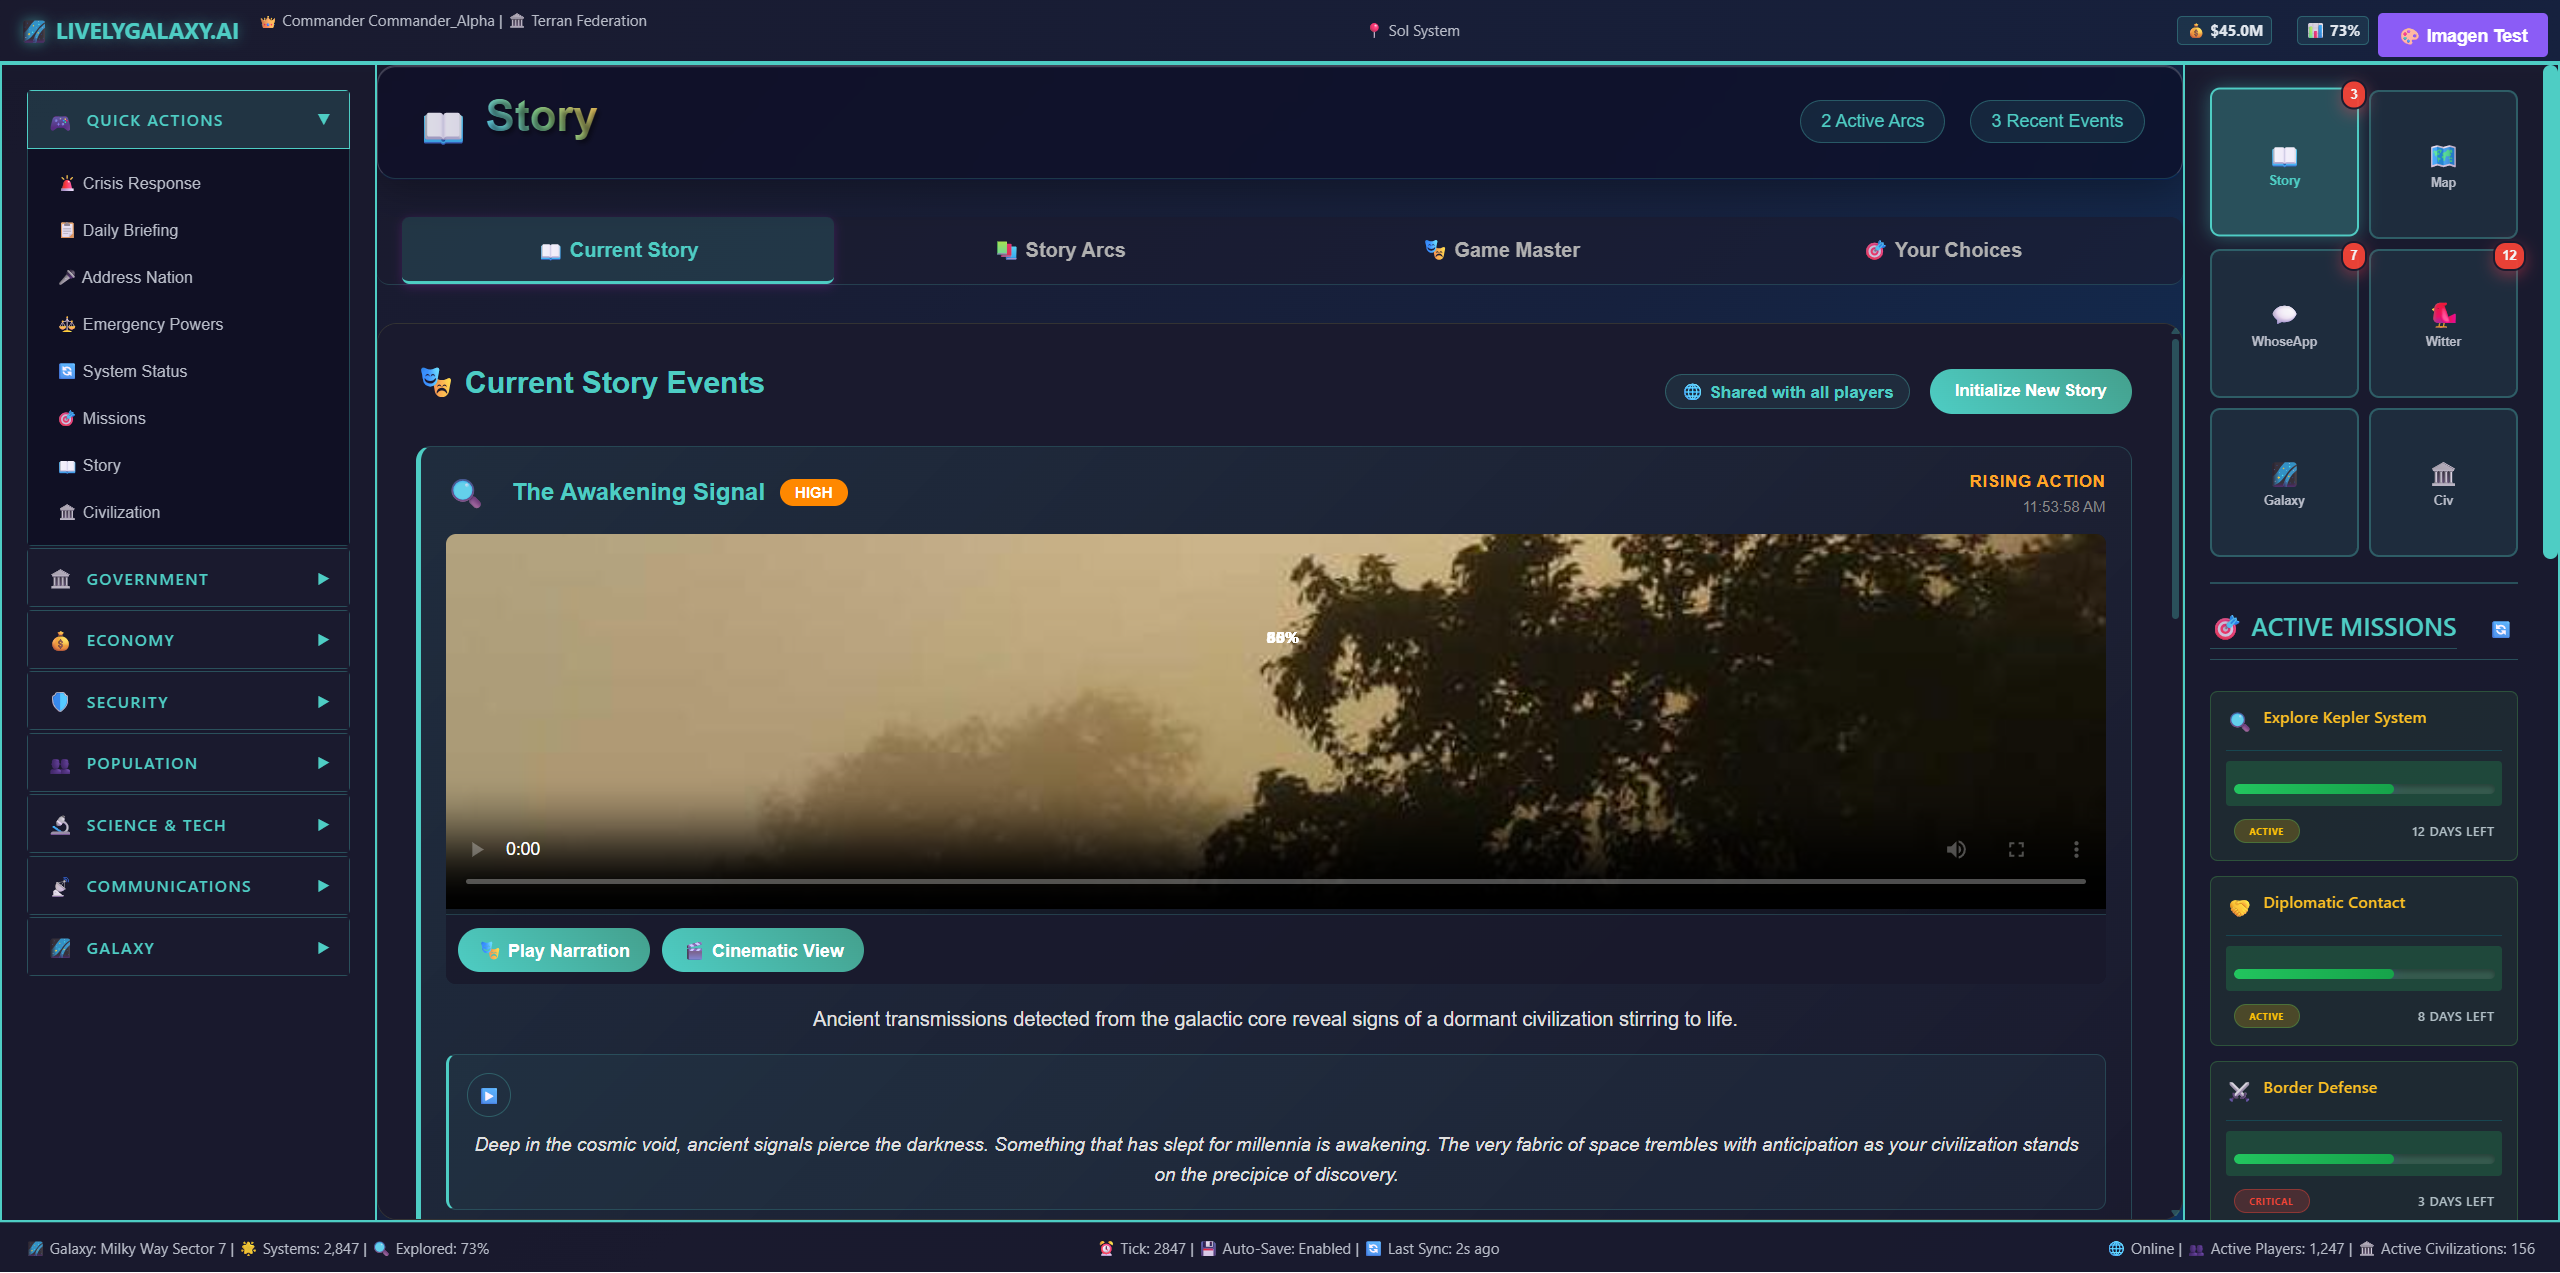 LIVELYGALAXY.AI
Commander Commander_Alpha | Terran Federation
Sol System
$45.0M
73%
Imagen Test
QUICK ACTIONS
Crisis Response
Daily Briefing
Address Nation
Emergency Powers
System Status
Missions
Story
Civilization
GOVERNMENT
ECONOMY
SECURITY
POPULATION
SCIENCE & TECH
COMMUNICATIONS
GALAXY
Story
2 Active Arcs
3 Recent Events
Current Story
Story Arcs
Game Master
Your Choices
Current Story Events
Shared with all players
Initialize New Story
The Awakening Signal
HIGH
RISING ACTION
11:53:58 AM
0:00
Play Narration
Cinematic View
Ancient transmissions detected from the galactic core reveal signs of a dormant civilization stirring to life.
Deep in the cosmic void, ancient signals pierce the darkness. Something that has slept for millennia is awakening. The very fabric of space trembles with anticipation as your civilization stands
on the precipice of discovery.
3
Story
Map
7
WhoseApp
12
Witter
Galaxy
Civ
ACTIVE MISSIONS
Explore Kepler System
ACTIVE
12 DAYS LEFT
Diplomatic Contact
ACTIVE
8 DAYS LEFT
Border Defense
CRITICAL
3 DAYS LEFT
Galaxy: Milky Way Sector 7 | Systems: 2,847 | Explored: 73%
Tick: 2847 | Auto-Save: Enabled | Last Sync: 2s ago
Online | Active Players: 1,247 | Active Civilizations: 156